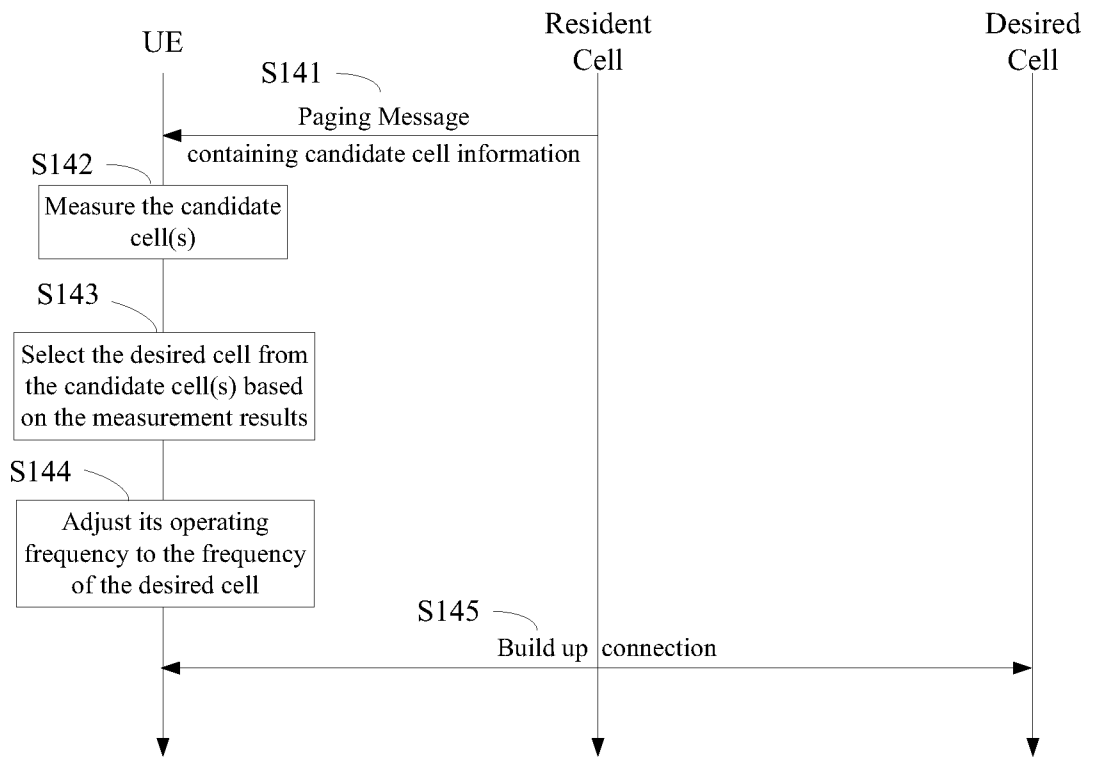 UE
Resident
Cell
Desired
Cell
S141
Paging Message
containing candidate cell information
S142
Measure the candidate
cell(s)
S143
Select the desired cell from
the candidate cell(s) based
on the measurement results
S144
Adjust its operating
frequency to the frequency
of the desired cell
S145
Build up connection